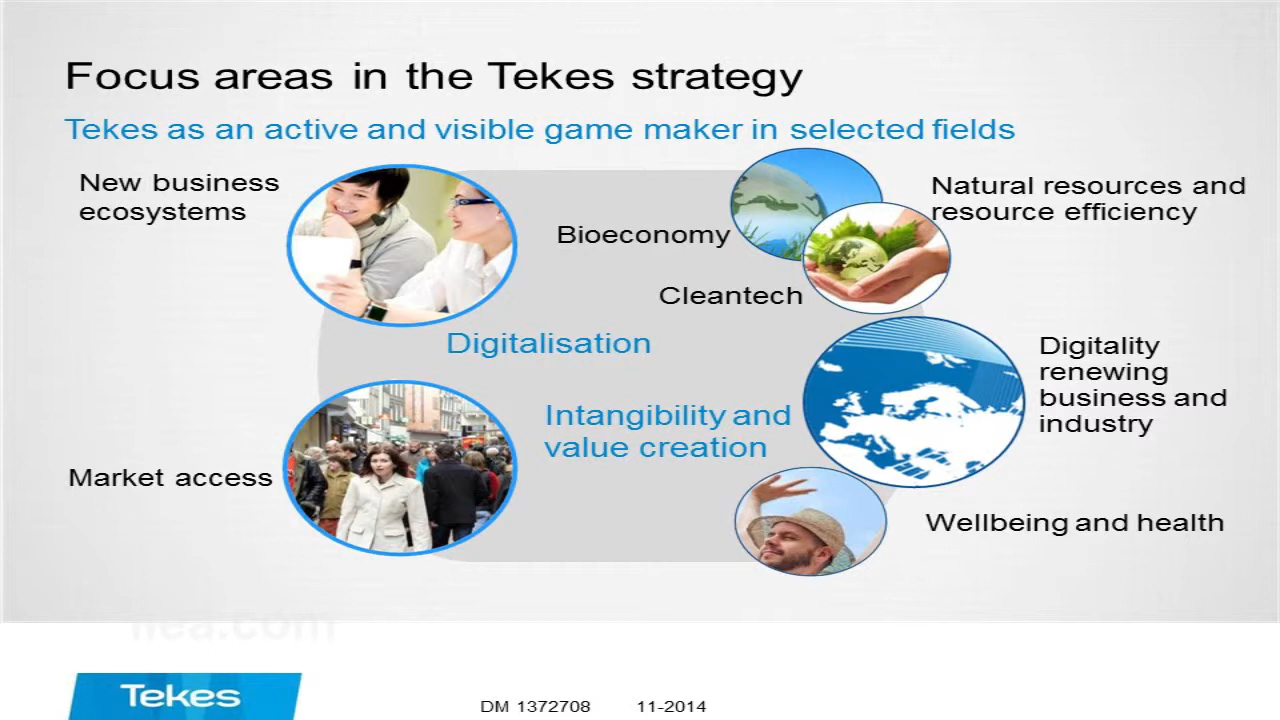 Focus areas in the Tekes strategy
Tekes as an active and visible game maker in selected fields
New business
ecosystems
Bioeconomy
Natural resources and
resource efficiency
Cleantech
Digitalisation
Digitality
renewing
business and
industry
Intangibility and
value creation
Market access
Wellbeing and health
Tekes
DM 1372708 11-2014